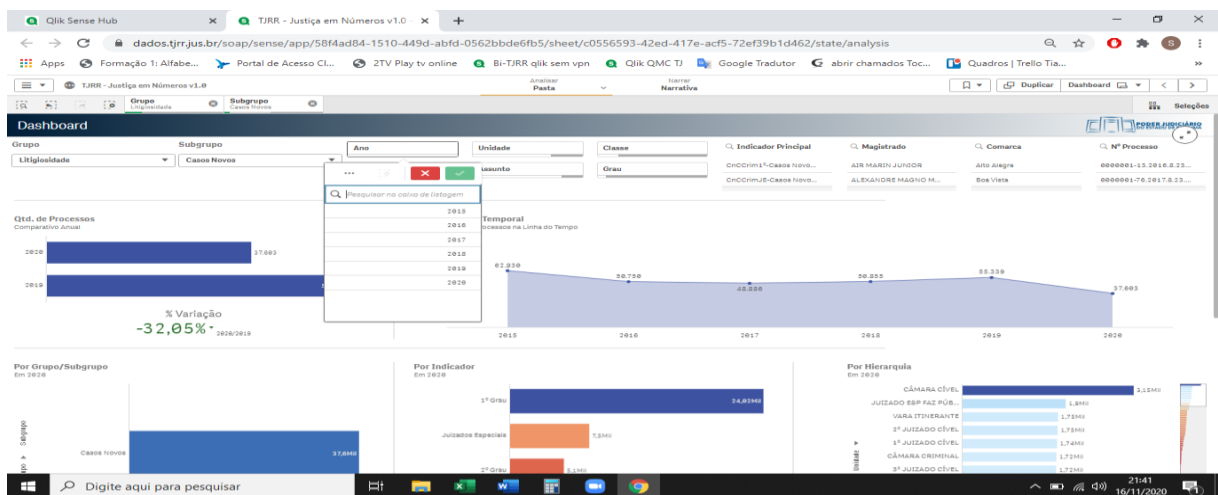 Qlik Sense Hub
TJRR - Justiça em Números v1.0
dados.tjrr.jus.br/soap/sense/app/58f4ad84-1510-449d-abfd-0562bbde6fb5/sheet/c0556593-42ed-417e-acf5-72ef39b1d462/state/analysis
S
Apps Formação 1: Alfabe... Portal de Acesso Cl... 2TV Play tv online Bi-TJRR qlik sem vpn Qlik QMC TJ Google Tradutor abrir chamados Toc... Quadros | Trello Tia...
TJRR - Justiça em Números v1.0
Analisar
Pasta
Narrar
Narrativa
Duplicar Dashboard
Grupo
Litigiosidade
Subgrupo
Casos Novos
Seleções
Dashboard
PODER JUDICIÁRIO
Grupo
Litigiosidade
Subgrupo
Casos Novos
Ano Unidade Classe
Assunto Grau
Indicador Principal
CnCCrim1º-Casos Novo...
CnCCrimJE-Casos Novo...
Magistrado
AIR MARIN JUNIOR
ALEXANDRE MAGNO M...
Comarca
Alto Alegre
Boa Vista
Nº Processo
0000001-13.2016.8.23...
0000001-76.2017.8.23...
...
Pesquisar na caixa de listagem
2015
2016
2017
2018
2019
2020
Qtd. de Processos
Comparativo Anual
2020 37.603
2019
% Variação
-32,05%
2020/2019
Temporal
Processos na Linha do Tempo
62.930
50.750
48.886
50.855
55.339
37.603
2015 2016 2017 2018 2019 2020
Por Grupo/Subgrupo
Em 2020
Subgrupo
Casos Novos 37,6Mil
Por Indicador
Em 2020
1º Grau 24,92Mil
Juizados Especiais 7,5Mil
2º Grau 5,1Mil
Por Hierarquia
Em 2020
Unidade
CÂMARA CÍVEL 3,15Mil
JUIZADO ESP FAZ PÚB... 1,9Mil
VARA ITINERANTE 1,78Mil
2º JUIZADO CÍVEL 1,75Mil
1º JUIZADO CÍVEL 1,74Mil
CÂMARA CRIMINAL 1,72Mil
3º JUIZADO CÍVEL 1,72Mil
Digite aqui para pesquisar
21:41
16/11/2020